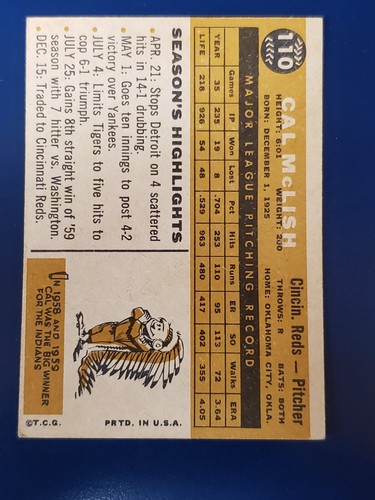 110
CAL McLISH
Cincin. Reds — Pitcher
HEIGHT: 6:01 WEIGHT: 200 THROWS: R BATS: BOTH
BORN: DECEMBER 1, 1925 HOME: OKLAHOMA CITY, OKLA.
MAJOR LEAGUE PITCHING RECORD
Games IP Won Lost Pct Hits Runs ER SO Walks ERA
YEAR 35 235 19 8 .704 253 110 95 113 72 3.64
LIFE 218 926 54 48 .529 963 480 417 402 355 4.05
SEASON'S HIGHLIGHTS
• APR. 21: Stops Detroit on 4 scattered
hits in 14-1 drubbing.
• MAY 1: Goes ten innings to post 4-2
victory over Yankees.
• JULY 4: Limits Tigers to five hits to
cop 6-1 triumph.
• JULY 25: Gains 8th straight win of '59
season with 7 hitter vs. Washington.
• DEC. 15: Traded to Cincinnati Reds.
IN 1958 AND 1959
CAL WAS THE BIG WINNER
FOR THE INDIANS
©T.C.G. PRTD. IN U.S.A.